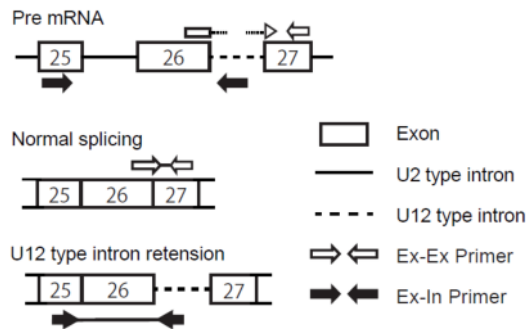 Pre mRNA
25 26 27
Normal splicing
25 26 27
U12 type intron retention
25 26 27
Exon
U2 type intron
U12 type intron
Ex-Ex Primer
Ex-In Primer